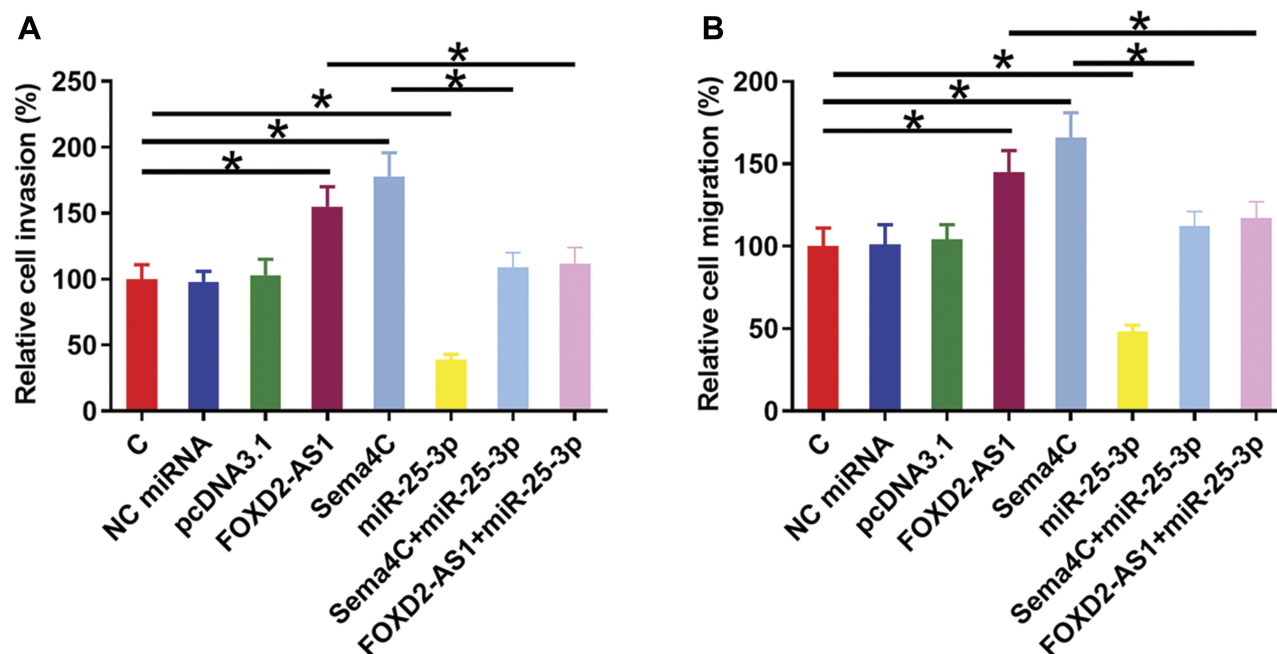 A
Relative cell invasion (%)
250
200
150
100
50
0
*
*
*
*
*
C
NC miRNA
pcDNA3.1
FOXD2-AS1
Sema4C
miR-25-3p
Sema4C+miR-25-3p
FOXD2-AS1+miR-25-3p
B
Relative cell migration (%)
200
150
100
50
0
*
*
*
*
*
C
NC miRNA
pcDNA3.1
FOXD2-AS1
Sema4C
miR-25-3p
Sema4C+miR-25-3p
FOXD2-AS1+miR-25-3p